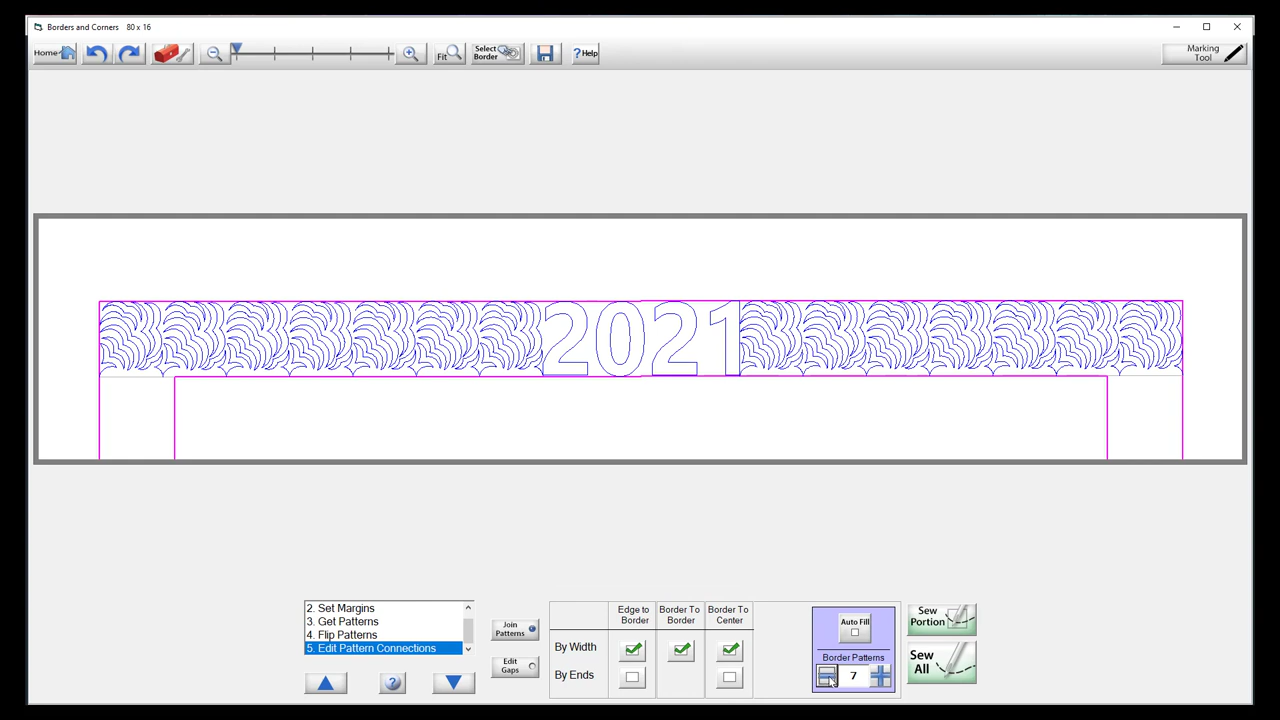 Borders and Corners 80 x 16
Home
Fit
Select Border
?Help
Marking Tool
2021
2. Set Margins
3. Get Patterns
4. Flip Patterns
5. Edit Pattern Connections
?
Join Patterns
Edit Gaps
Edge to Border
Border To Border
Border To Center
By Width
By Ends
Auto Fill
Border Patterns
7
Sew Portion
Sew All